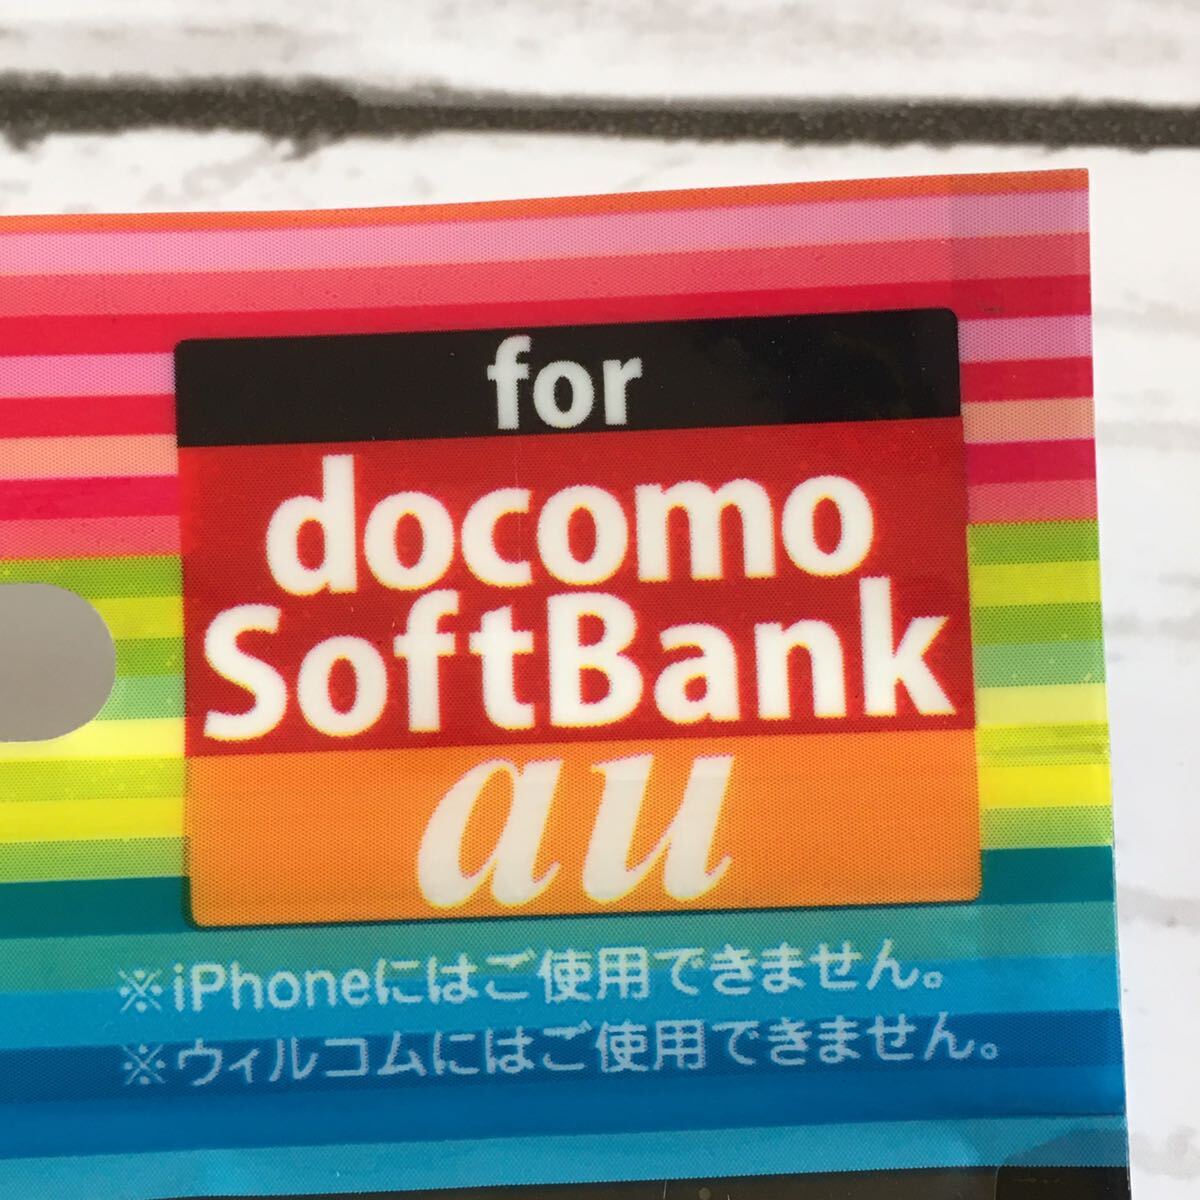 for
docomo
SoftBank
au
※iPhoneにはご使用できません。
※ウィルコムにはご使用できません。